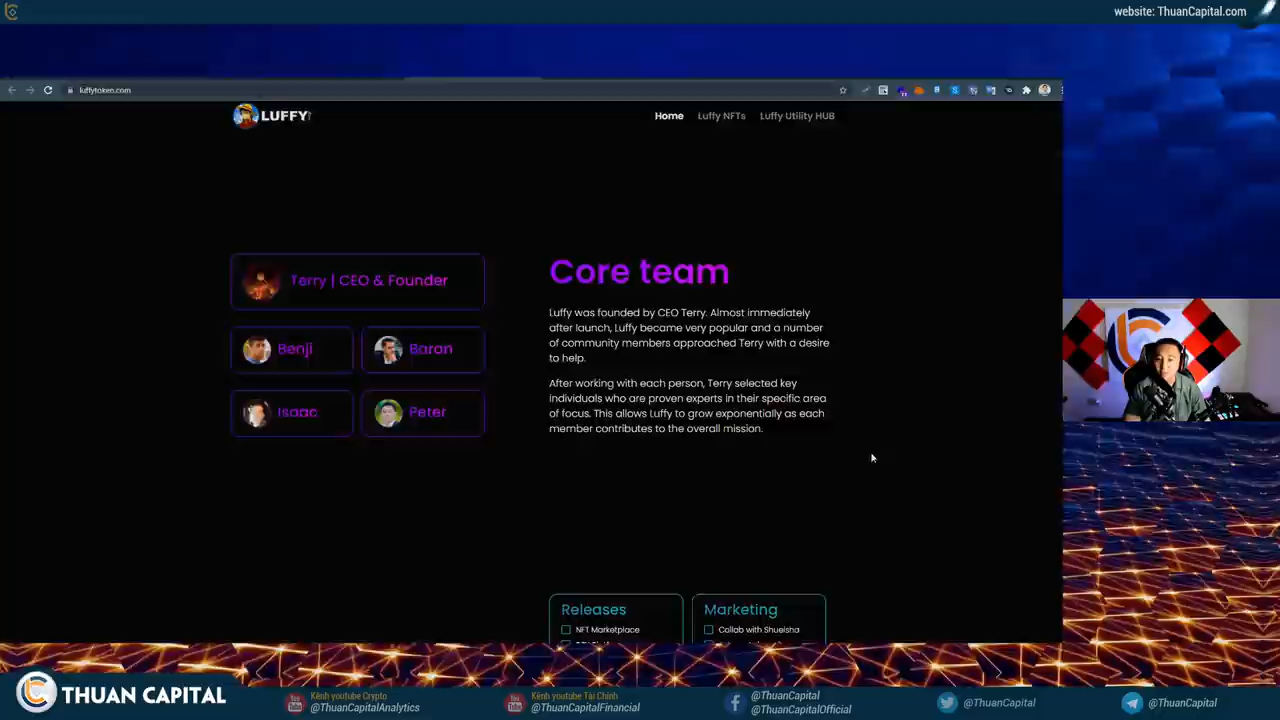 website: ThuanCapital.com
luffytoken.com
LUFFY
Home
Luffy NFTs
Luffy Utility HUB
Terry | CEO & Founder
Benji
Baron
Isaac
Peter
Core team
Luffy was founded by CEO Terry. Almost immediately
after launch, Luffy became very popular and a number
of community members approached Terry with a desire
to help.
After working with each person, Terry selected key
individuals who are proven experts in their specific area
of focus. This allows Luffy to grow exponentially as each
member contributes to the overall mission.
Releases
NFT Marketplace
Marketing
Collab with Shueisha
THUAN CAPITAL
Kênh youtube Crypto
@ThuanCapitalAnalytics
Kênh youtube Tài Chính
@ThuanCapitalFinancial
@ThuanCapital
@ThuanCapitalOfficial
@ThuanCapital
@ThuanCapital